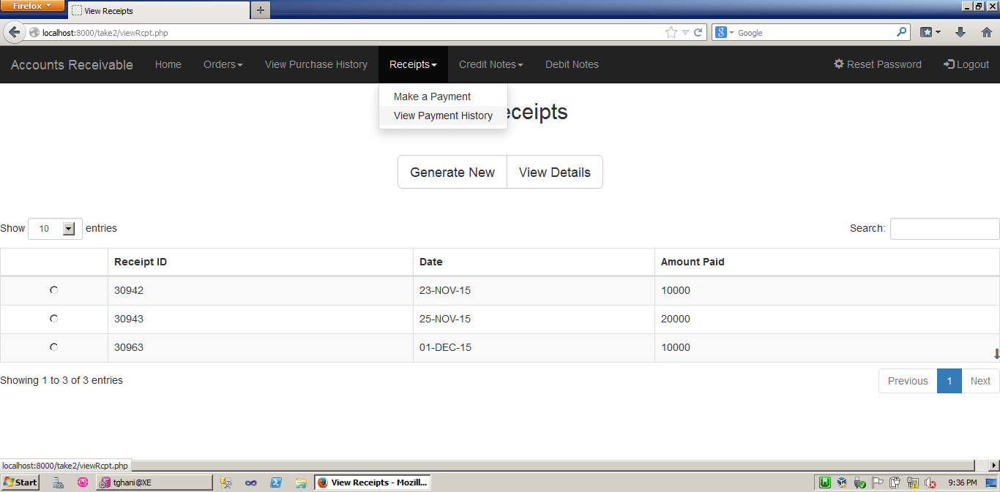 Firefox
View Receipts
localhost:8000/take2/viewRcpt.php
Google
Accounts Receivable Home Orders View Purchase History Receipts Credit Notes Debit Notes Reset Password Logout
Make a Payment
View Payment History
eceipts
Generate New View Details
Show 10 entries Search:
Receipt ID Date Amount Paid
30942 23-NOV-15 10000
30943 25-NOV-15 20000
30963 01-DEC-15 10000
Showing 1 to 3 of 3 entries Previous 1 Next
localhost:8000/take2/viewRcpt.php
Start tghani@XE View Receipts - Mozill... 9:36 PM